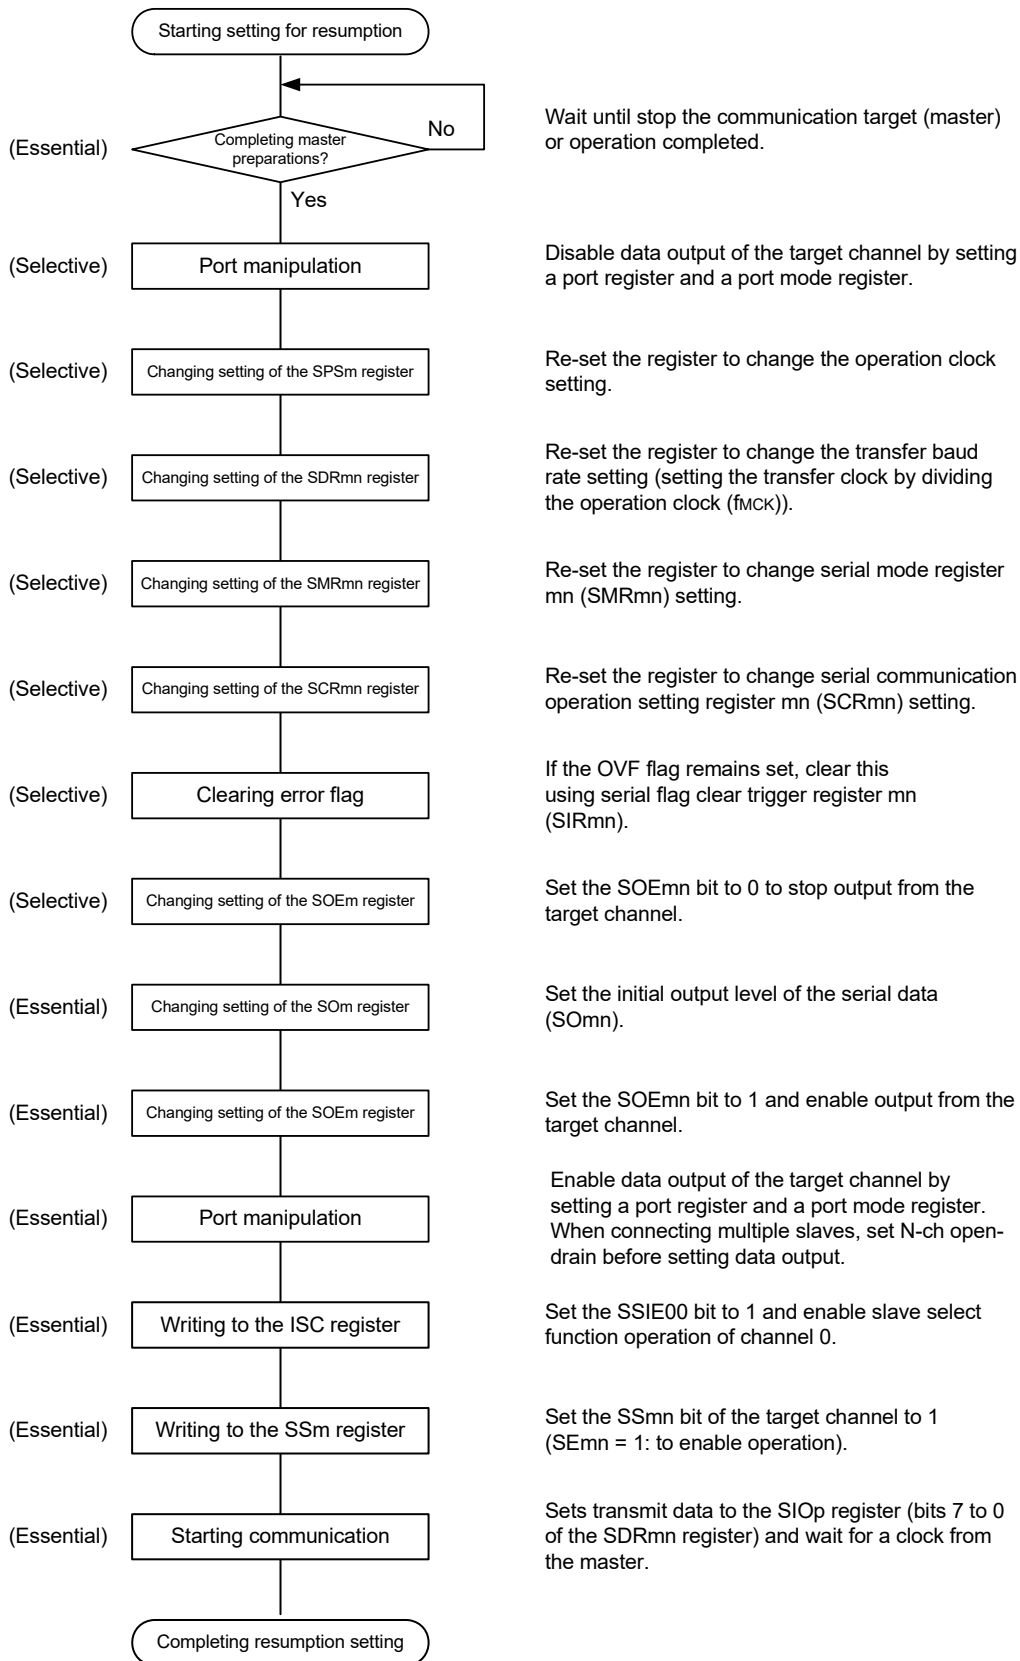 Starting setting for resumption
(Essential)
Completing master
preparations?
No
Yes
Wait until stop the communication target (master)
or operation completed.
(Selective)
Port manipulation
Disable data output of the target channel by setting
a port register and a port mode register.
(Selective)
Changing setting of the SPSm register
Re-set the register to change the operation clock
setting.
(Selective)
Changing setting of the SDRmn register
Re-set the register to change the transfer baud
rate setting (setting the transfer clock by dividing
the operation clock (fMCK)).
(Selective)
Changing setting of the SMRmn register
Re-set the register to change serial mode register
mn (SMRmn) setting.
(Selective)
Changing setting of the SCRmn register
Re-set the register to change serial communication
operation setting register mn (SCRmn) setting.
(Selective)
Clearing error flag
If the OVF flag remains set, clear this
using serial flag clear trigger register mn
(SIRmn).
(Selective)
Changing setting of the SOEm register
Set the SOEmn bit to 0 to stop output from the
target channel.
(Essential)
Changing setting of the SOm register
Set the initial output level of the serial data
(SOmn).
(Essential)
Changing setting of the SOEm register
Set the SOEmn bit to 1 and enable output from the
target channel.
(Essential)
Port manipulation
Enable data output of the target channel by
setting a port register and a port mode register.
When connecting multiple slaves, set N-ch open-
drain before setting data output.
(Essential)
Writing to the ISC register
Set the SSIE00 bit to 1 and enable slave select
function operation of channel 0.
(Essential)
Writing to the SSm register
Set the SSmn bit of the target channel to 1
(SEmn = 1: to enable operation).
(Essential)
Starting communication
Sets transmit data to the SIOp register (bits 7 to 0
of the SDRmn register) and wait for a clock from
the master.
Completing resumption setting